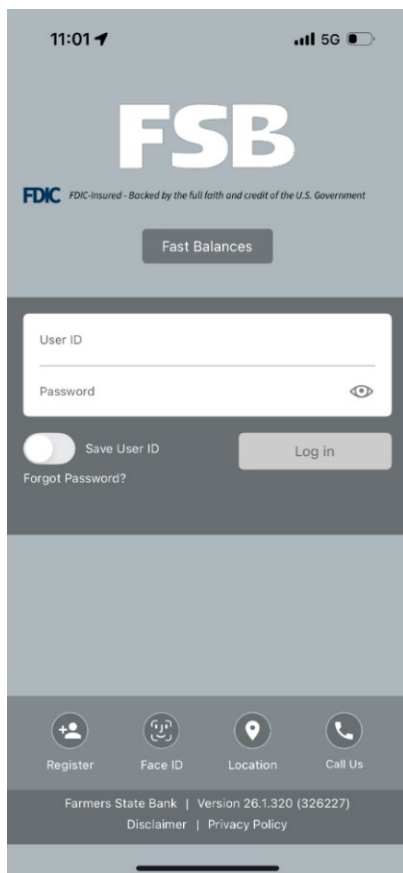 11:01
5G
FSB
FDIC FDIC-Insured - Backed by the full faith and credit of the U.S. Government
Fast Balances
User ID
Password
Save User ID
Log in
Forgot Password?
Register Face ID Location Call Us
Farmers State Bank | Version 26.1.320 (326227)
Disclaimer | Privacy Policy